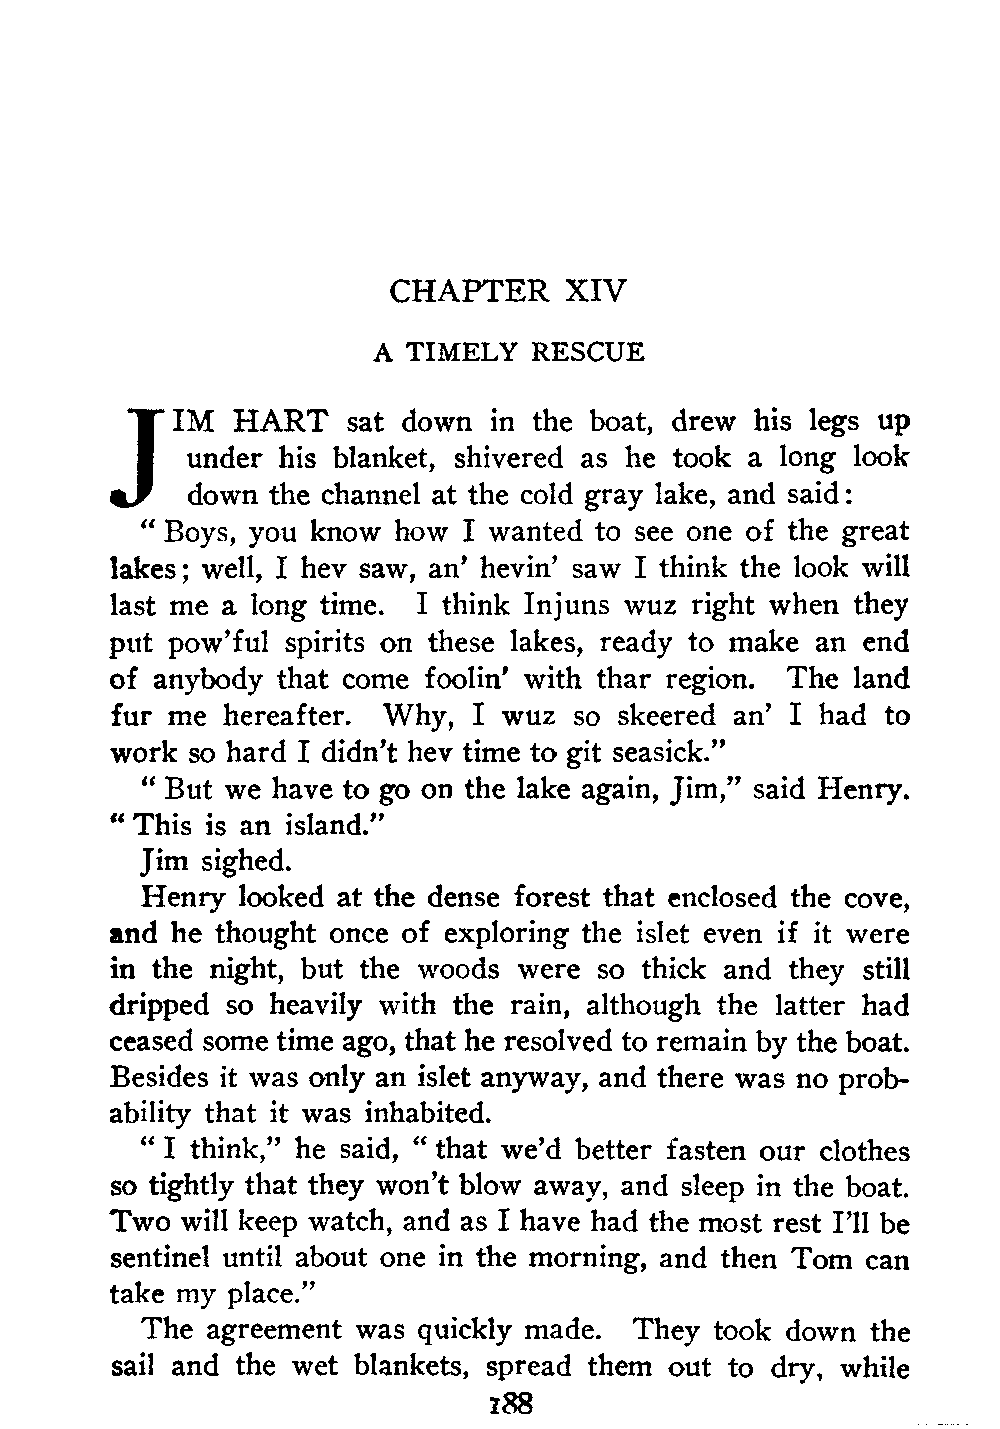 CHAPTER XIV
A TIMELY RESCUE
JIM HART sat down in the boat, drew his legs up
under his blanket, shivered as he took a long look
down the channel at the cold gray lake, and said:
“Boys, you know how I wanted to see one of the great
lakes; well, I hev saw, an’ hevin’ saw I think the look will
last me a long time. I think Injuns wuz right when they
put pow’ful spirits on these lakes, ready to make an end
of anybody that come foolin’ with thar region. The land
fur me hereafter. Why, I wuz so skeered an’ I had to
work so hard I didn’t hev time to git seasick.”
“But we have to go on the lake again, Jim,” said Henry.
“This is an island.”
Jim sighed.
Henry looked at the dense forest that enclosed the cove,
and he thought once of exploring the islet even if it were
in the night, but the woods were so thick and they still
dripped so heavily with the rain, although the latter had
ceased some time ago, that he resolved to remain by the boat.
Besides it was only an islet anyway, and there was no prob-
ability that it was inhabited.
“I think,” he said, “that we’d better fasten our clothes
so tightly that they won’t blow away, and sleep in the boat.
Two will keep watch, and as I have had the most rest I’ll be
sentinel until about one in the morning, and then Tom can
take my place.”
The agreement was quickly made. They took down the
sail and the wet blankets, spread them out to dry, while
188